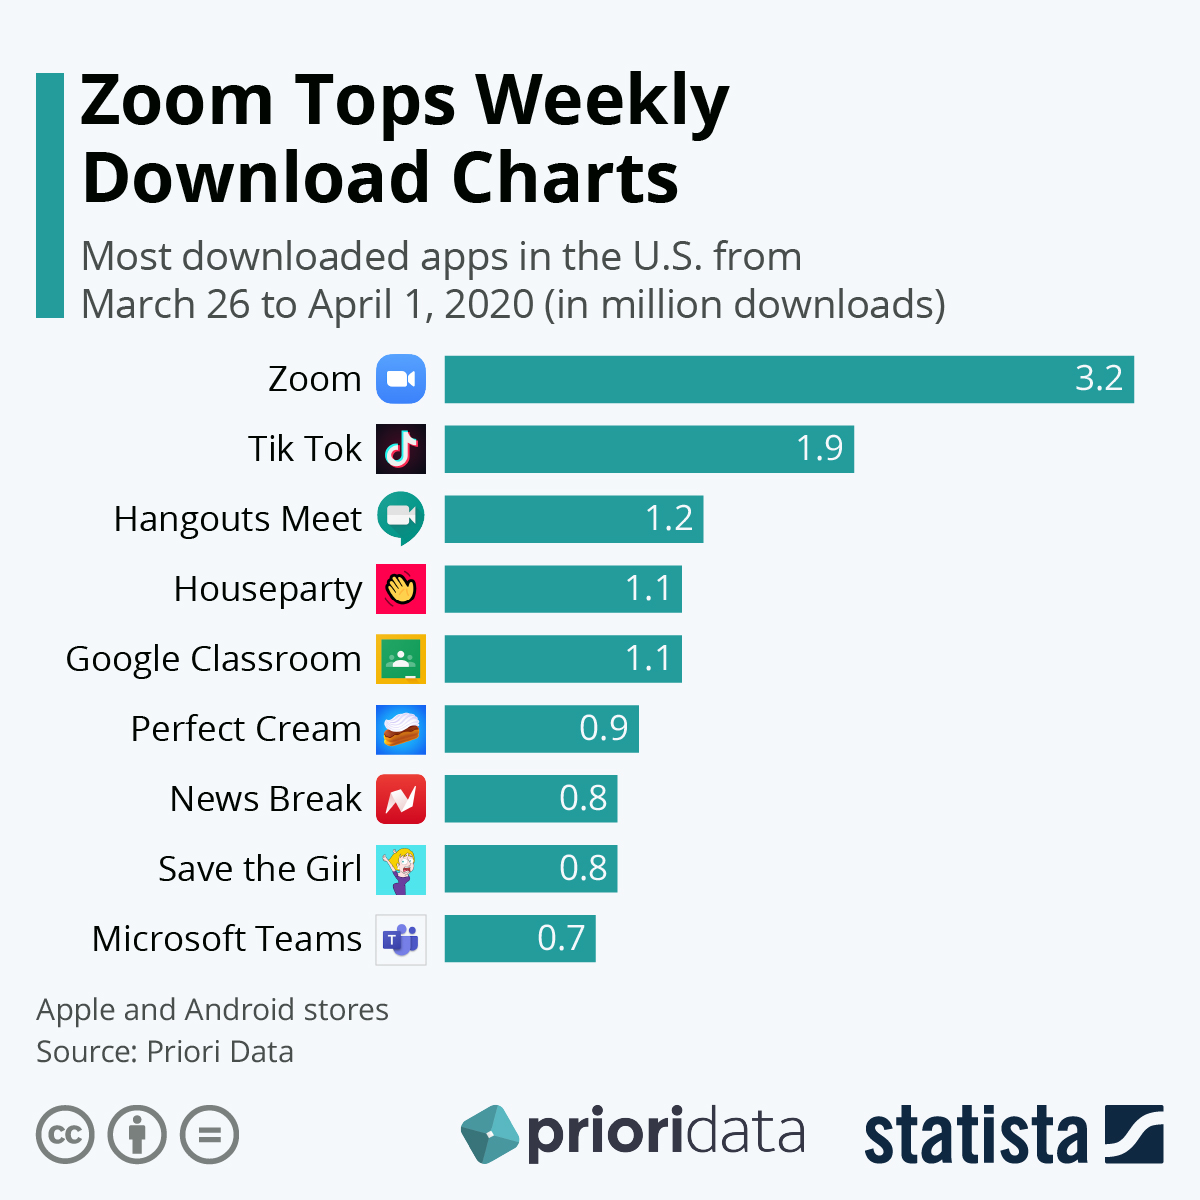 Zoom Tops Weekly
Download Charts
Most downloaded apps in the U.S. from
March 26 to April 1, 2020 (in million downloads)
Zoom 3.2
Tik Tok 1.9
Hangouts Meet 1.2
Houseparty 1.1
Google Classroom 1.1
Perfect Cream 0.9
News Break 0.8
Save the Girl 0.8
Microsoft Teams T 0.7
Apple and Android stores
Source: Priori Data
cc prioridata statista